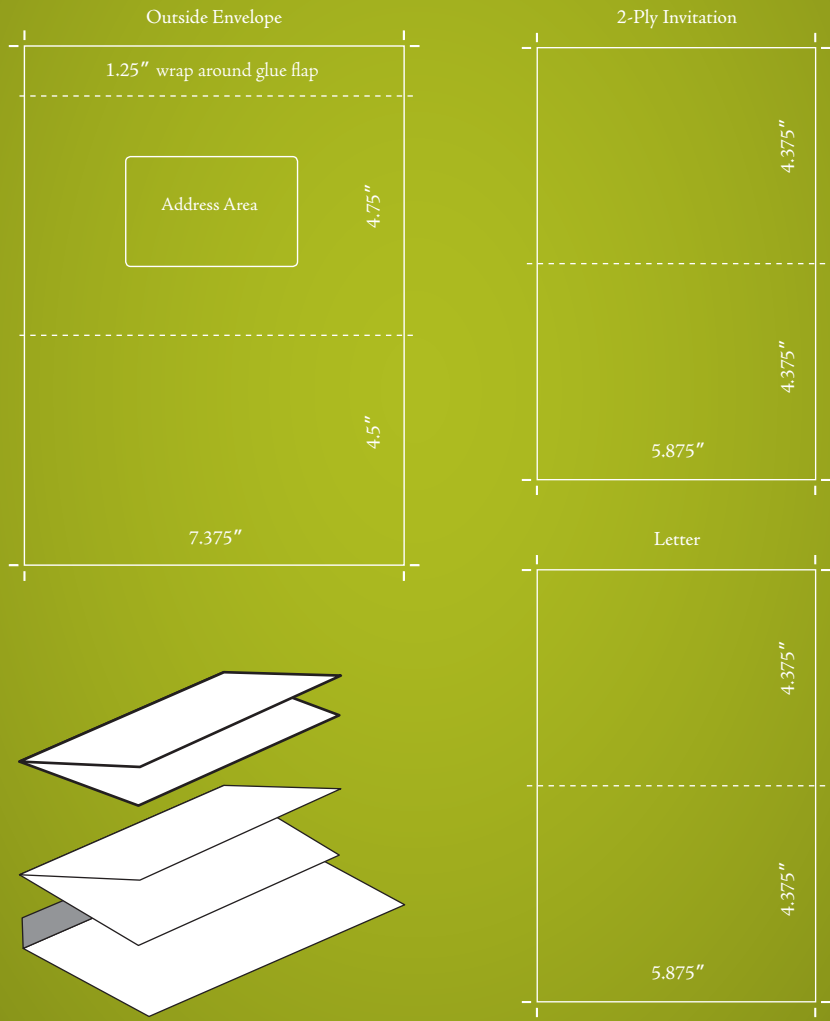 Outside Envelope
1.25″ wrap around glue flap
Address Area
4.75″
4.5″
7.375″
2-Ply Invitation
4.375″
4.375″
5.875″
Letter
4.375″
4.375″
5.875″